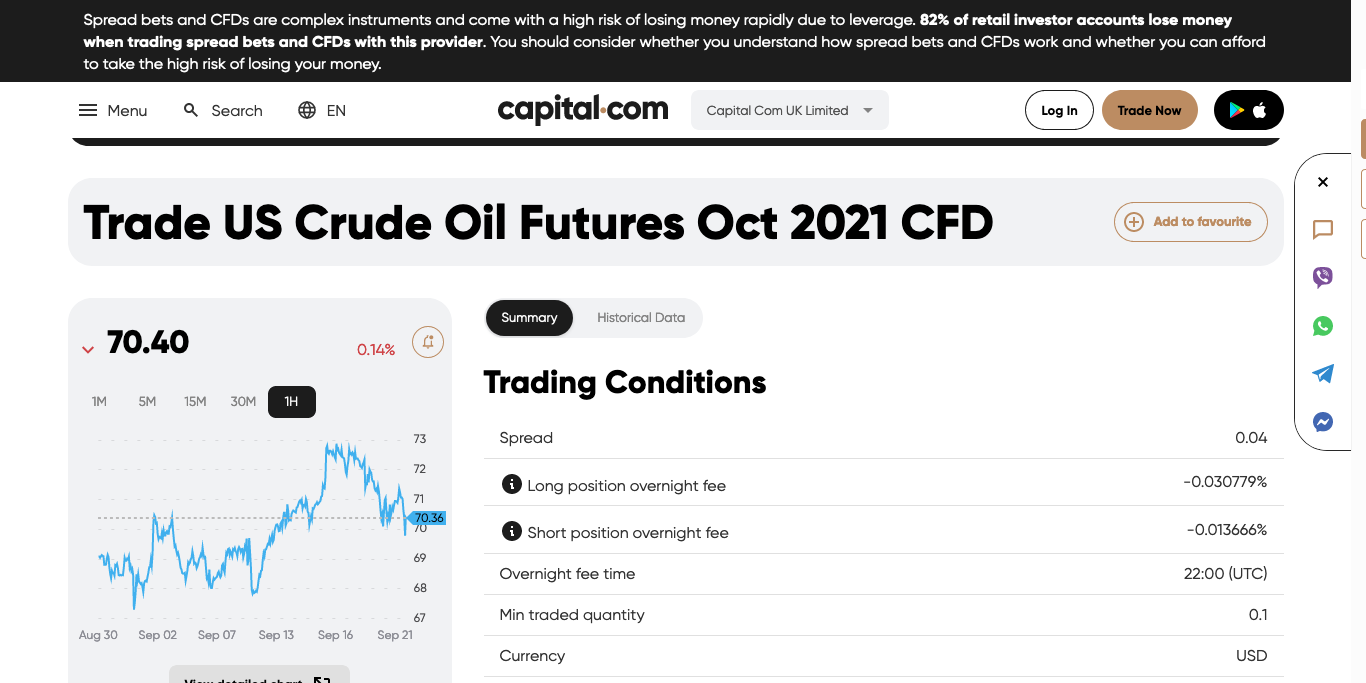 Spread bets and CFDs are complex instruments and come with a high risk of losing money rapidly due to leverage. 82% of retail investor accounts lose money
when trading spread bets and CFDs with this provider. You should consider whether you understand how spread bets and CFDs work and whether you can afford
to take the high risk of losing your money.
Menu Search EN capital.com Capital Com UK Limited Log In Trade Now
Trade US Crude Oil Futures Oct 2021 CFD Add to favourite
70.40 0.14%
1M 5M 15M 30M 1H
73
72
71
70.36
70
69
68
67
Aug 30 Sep 02 Sep 07 Sep 13 Sep 16 Sep 21
View detailed chart
Summary Historical Data
Trading Conditions
Spread 0.04
Long position overnight fee -0.030779%
Short position overnight fee -0.013666%
Overnight fee time 22:00 (UTC)
Min traded quantity 0.1
Currency USD